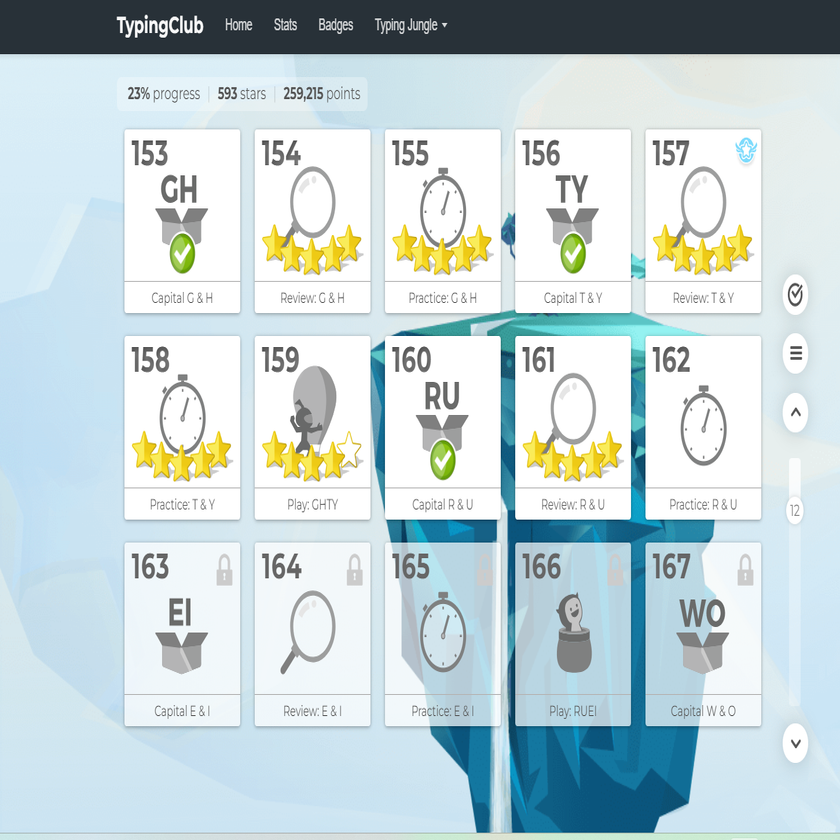 TypingClub Home Stats Badges Typing Jungle
23% progress 593 stars 259,215 points
153 154 155 156 157
GH TY
Capital G & H Review: G & H Practice: G & H Capital T & Y Review: T & Y
158 159 160 161 162
RU
Practice: T & Y Play: GHTY Capital R & U Review: R & U Practice: R & U
12
163 164 165 166 167
EI WO
Capital E & I Review: E & I Practice: E & I Play: RUEI Capital W & O